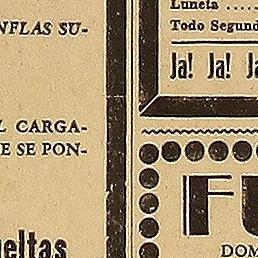 NFLAS SU-
L CARGA-
E SE PON-
eltas
Luneta .....
Todo Segund
Ja! Ja! Ja
FU
DOM